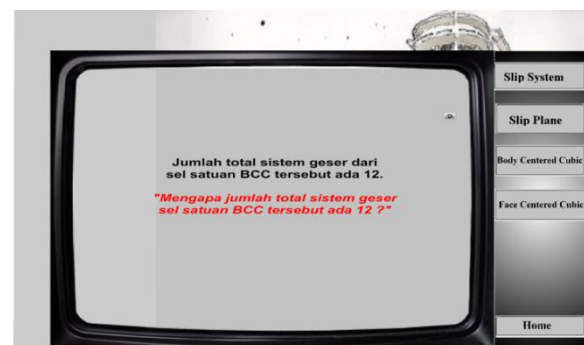 Jumlah total sistem geser dari
sel satuan BCC tersebut ada 12.
"Mengapa jumlah total sistem geser
sel satuan BCC tersebut ada 12 ?"
Slip System
Slip Plane
Body Centered Cubic
Face Centered Cubic
Home